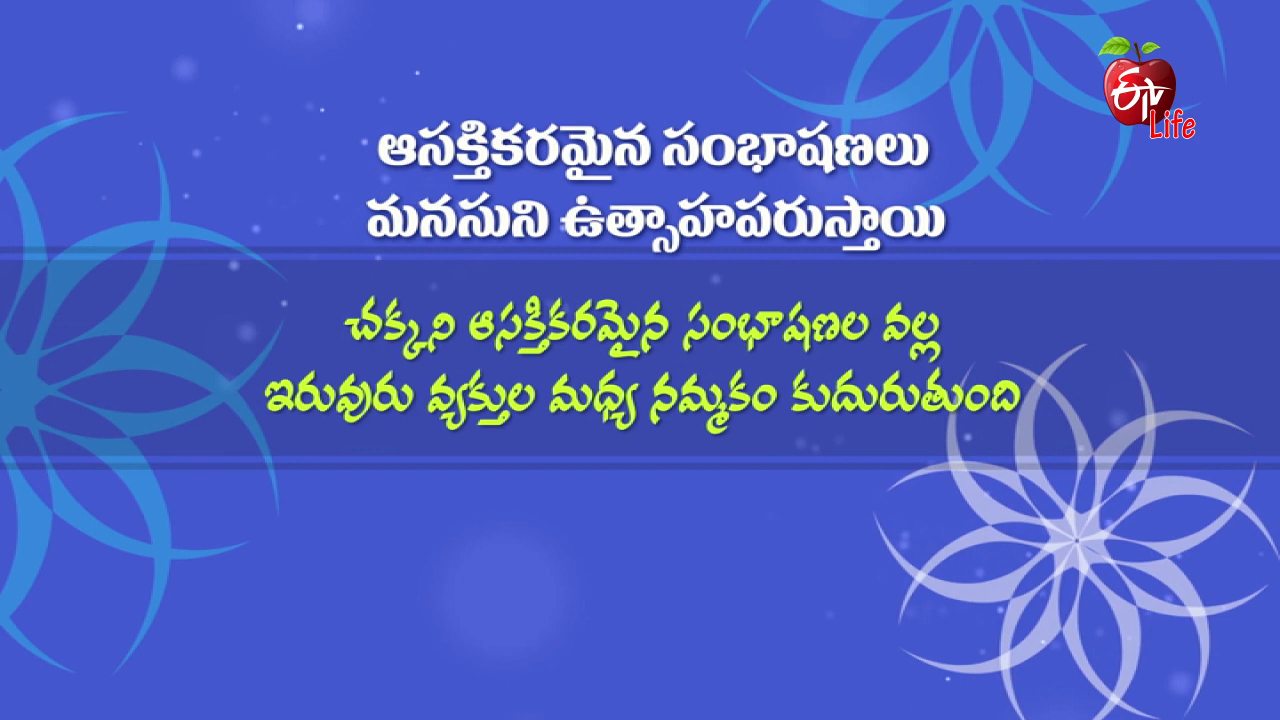 ఆసక్తికరమైన సంభాషణలు
మనసుని ఉత్సాహపరుస్తాయి
చక్కని ఆసక్తికరమైన సంభాషణల వల్ల
ఇరువురు వ్యక్తుల మధ్య నమ్మకం కుదురుతుంది
ETV
Life